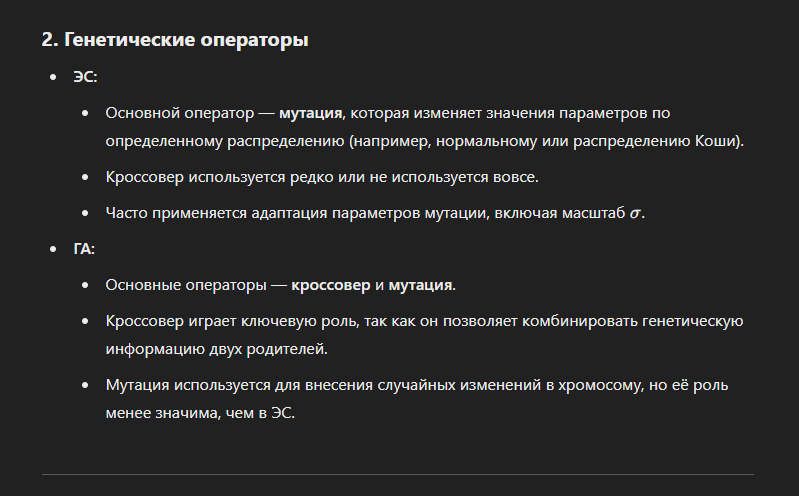 2. Генетические операторы
• ЭС:
• Основной оператор — мутация, которая изменяет значения параметров по
определенному распределению (например, нормальному или распределению Коши).
• Кроссовер используется редко или не используется вовсе.
• Часто применяется адаптация параметров мутации, включая масштаб σ.
• ГА:
• Основные операторы — кроссовер и мутация.
• Кроссовер играет ключевую роль, так как он позволяет комбинировать генетическую
информацию двух родителей.
• Мутация используется для внесения случайных изменений в хромосому, но её роль
менее значима, чем в ЭС.